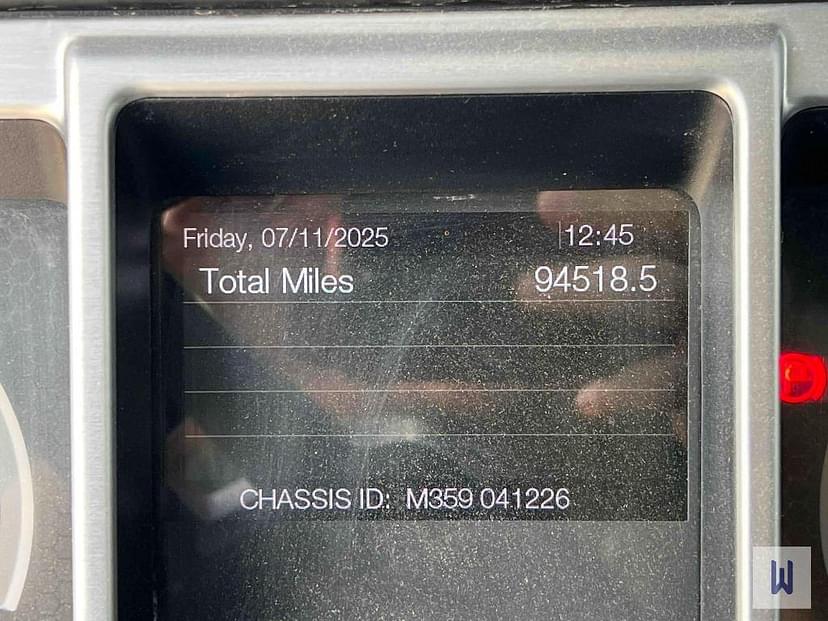 Friday, 07/11/2025 12:45
Total Miles 94518.5
CHASSIS ID: M359 041226
W